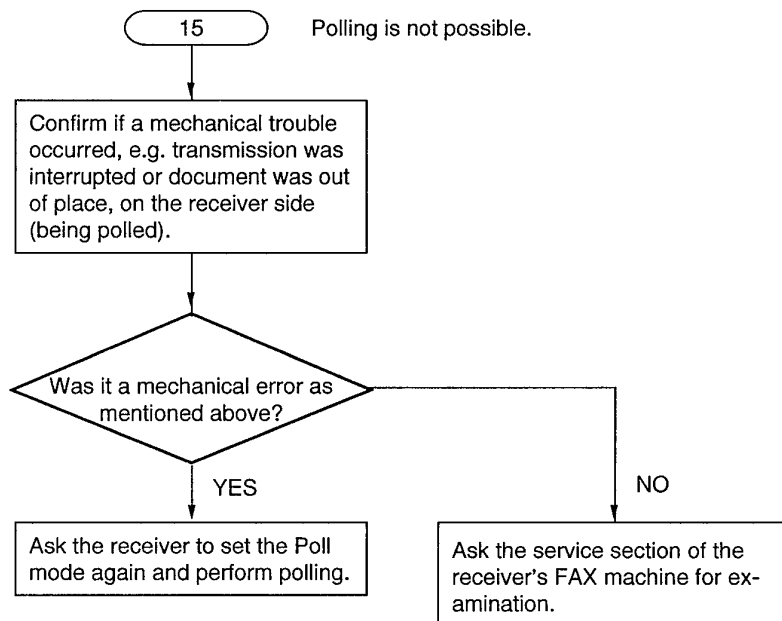 15
Polling is not possible.
Confirm if a mechanical trouble
occurred, e.g. transmission was
interrupted or document was out
of place, on the receiver side
(being polled).
Was it a mechanical error as
mentioned above?
YES
NO
Ask the receiver to set the Poll
mode again and perform polling.
Ask the service section of the
receiver's FAX machine for ex-
amination.